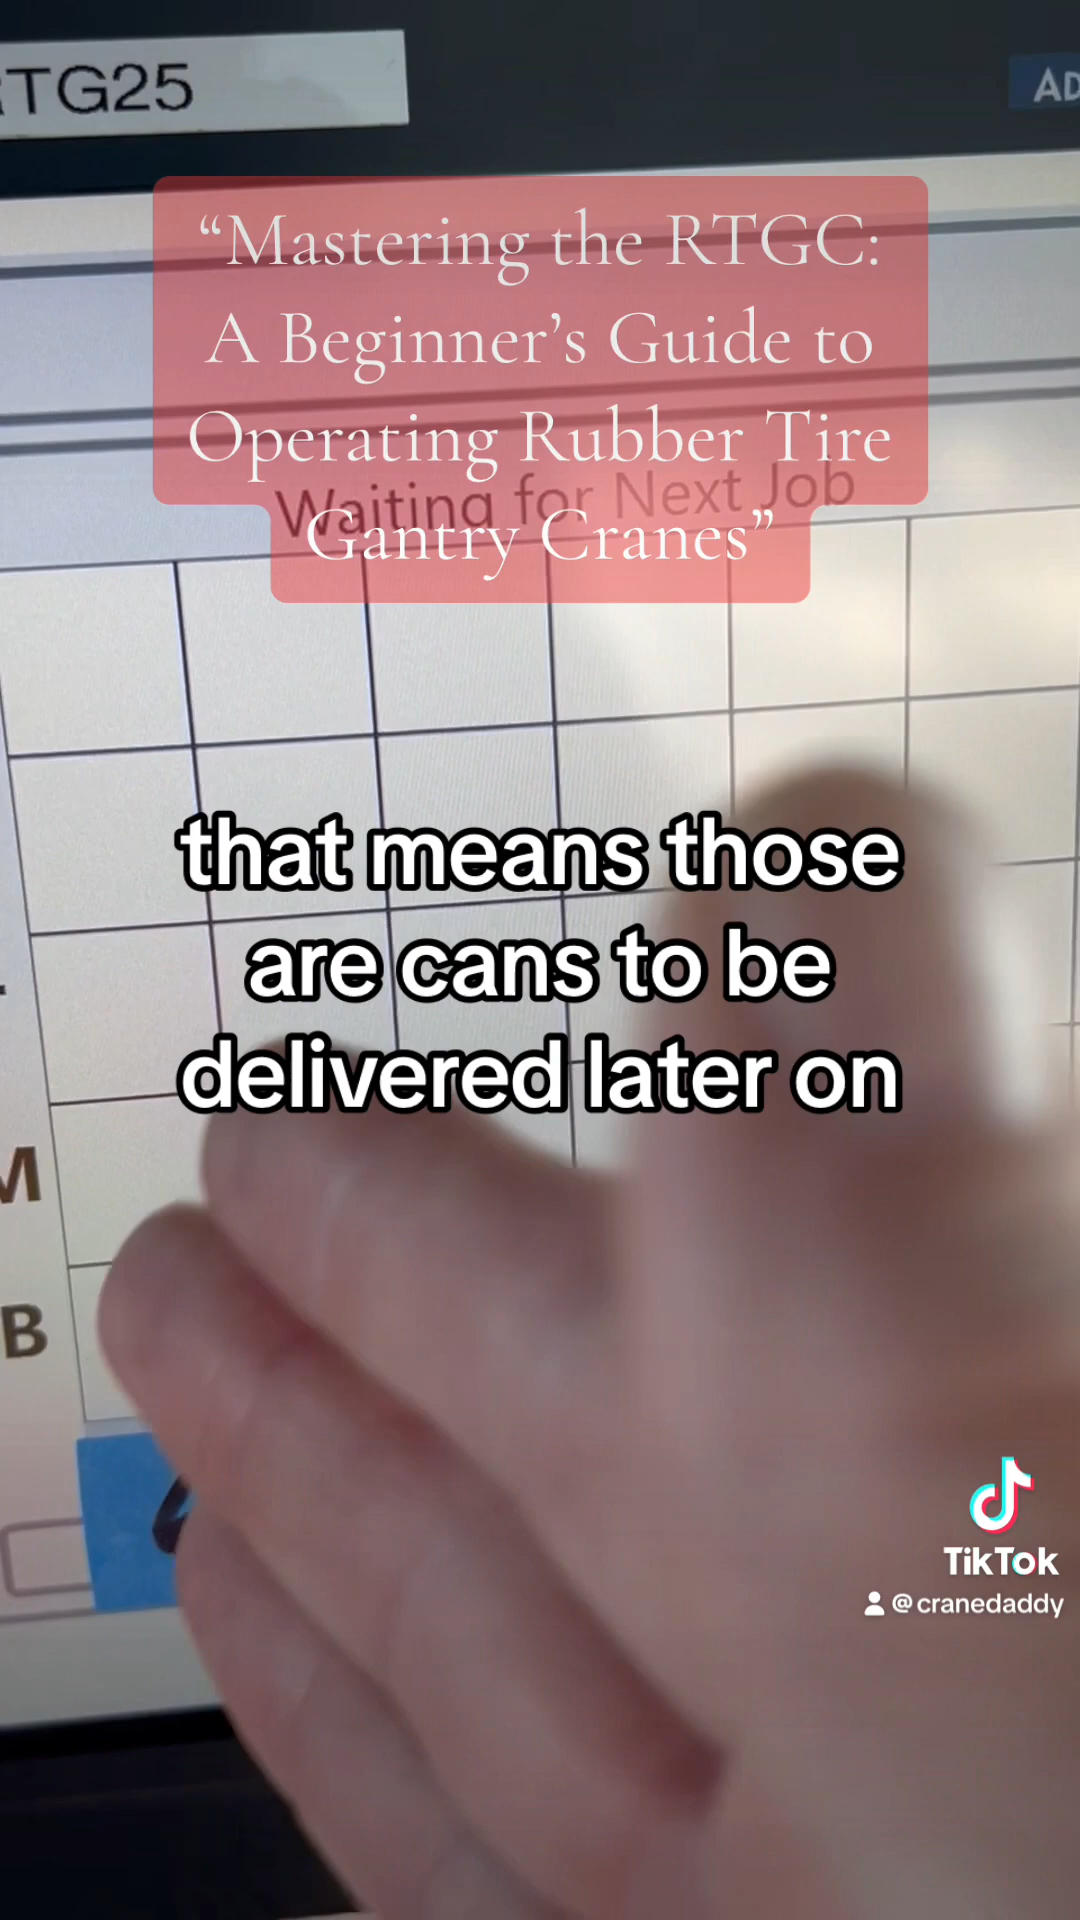 RTG25
AD
“Mastering the RTGC:
A Beginner’s Guide to
Operating Rubber Tire
Gantry Cranes”
Waiting for Next Job
that means those
are cans to be
delivered later on
M
B
TikTok
@cranedaddy